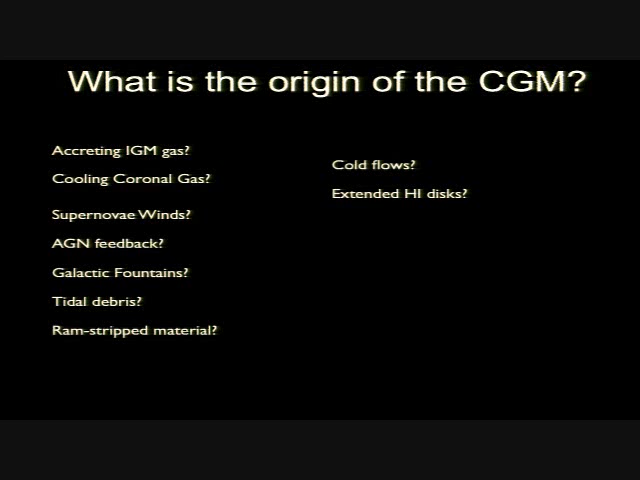 What is the origin of the CGM?
Accreting IGM gas?
Cooling Coronal Gas?
Supernovae Winds?
AGN feedback?
Galactic Fountains?
Tidal debris?
Ram-stripped material?
Cold flows?
Extended HI disks?